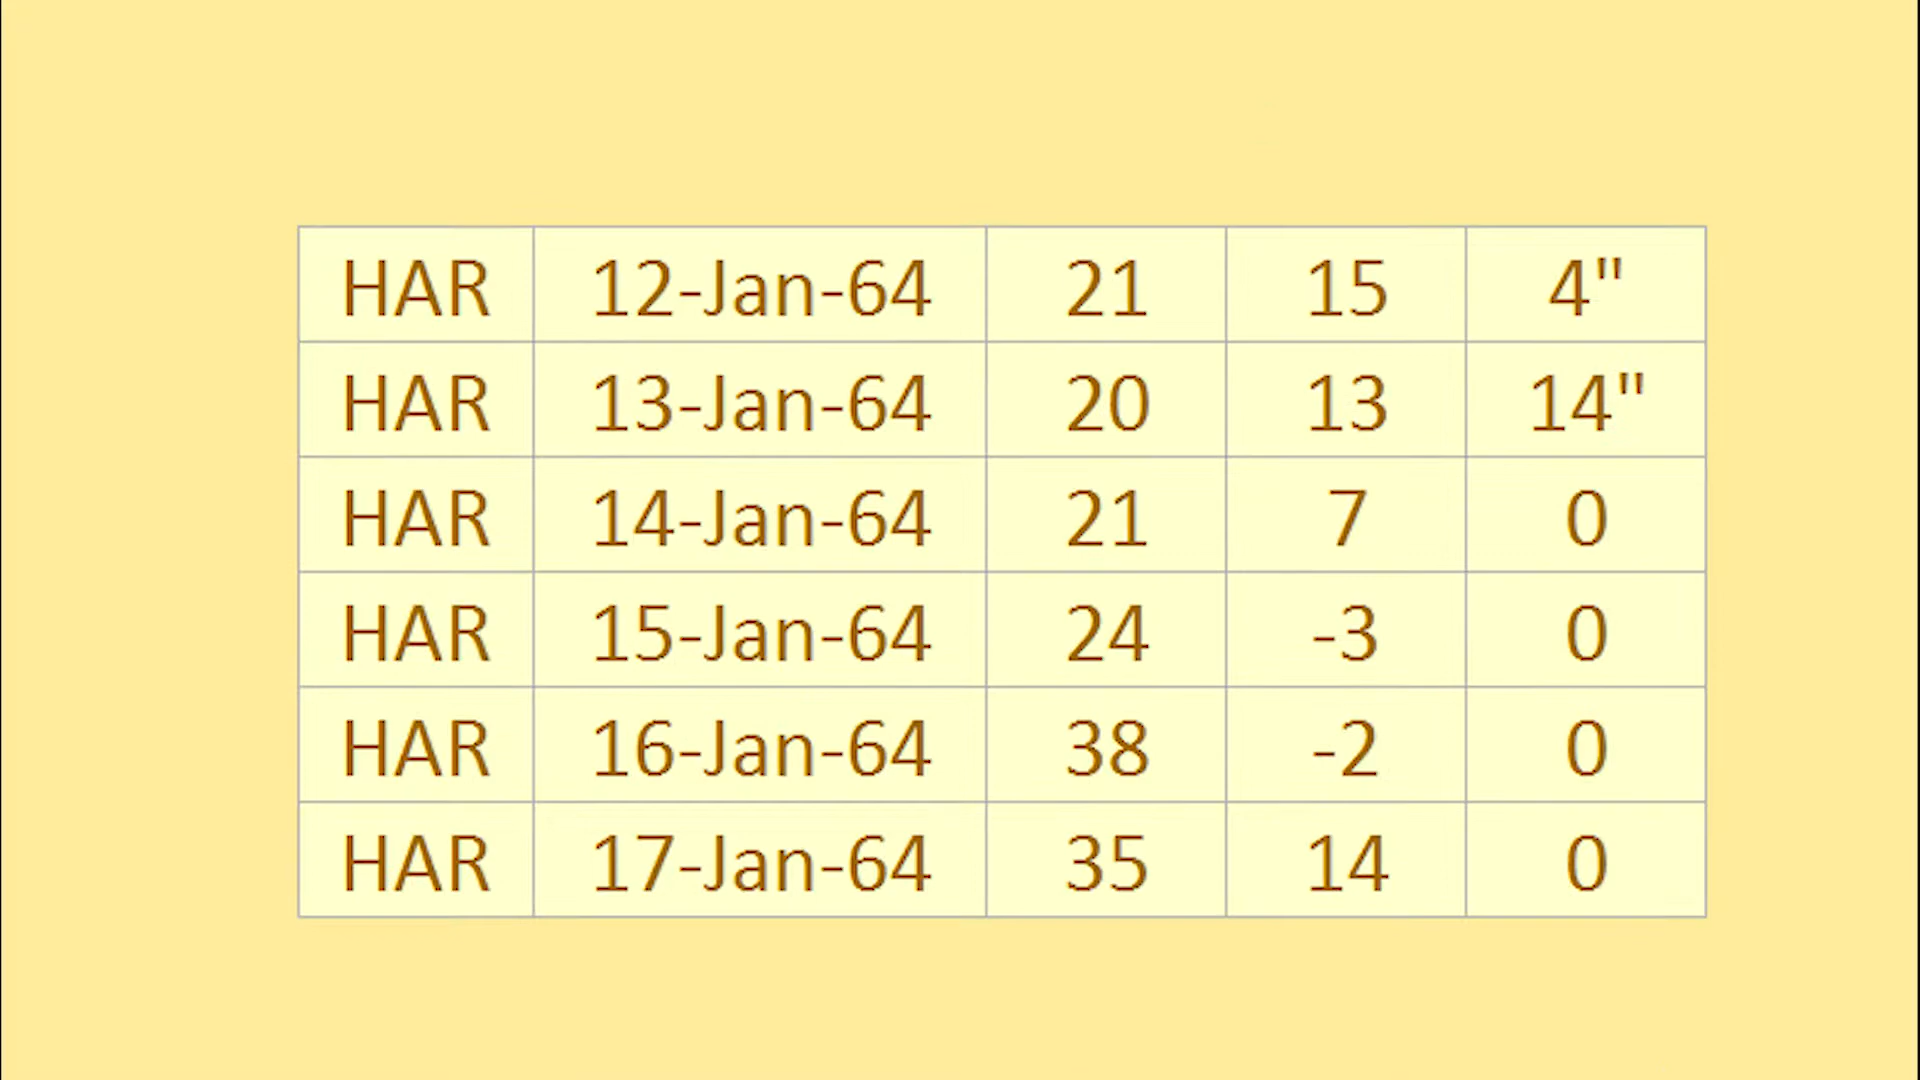 HAR 12-Jan-64 21 15 4"
HAR 13-Jan-64 20 13 14"
HAR 14-Jan-64 21 7 0
HAR 15-Jan-64 24 -3 0
HAR 16-Jan-64 38 -2 0
HAR 17-Jan-64 35 14 0